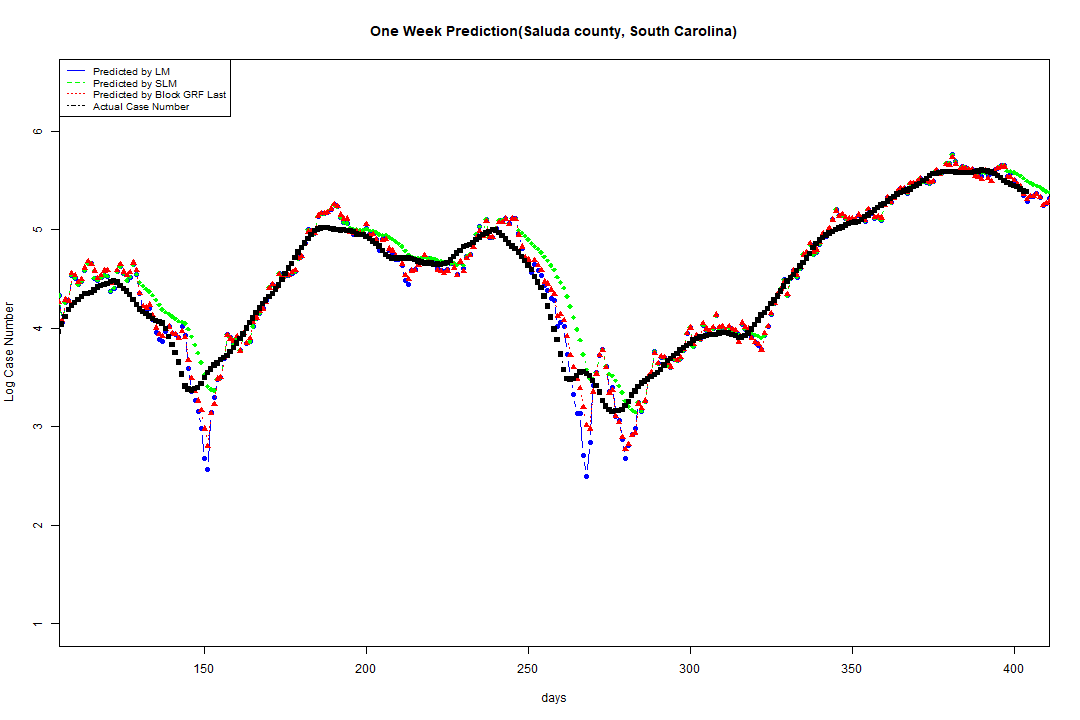 One Week Prediction(Saluda county, South Carolina)
Predicted by LM
Predicted by SLM
Predicted by Block GRF Last
Actual Case Number
6
5
4
3
2
1
Log Case Number
150
200
250
300
350
400
days